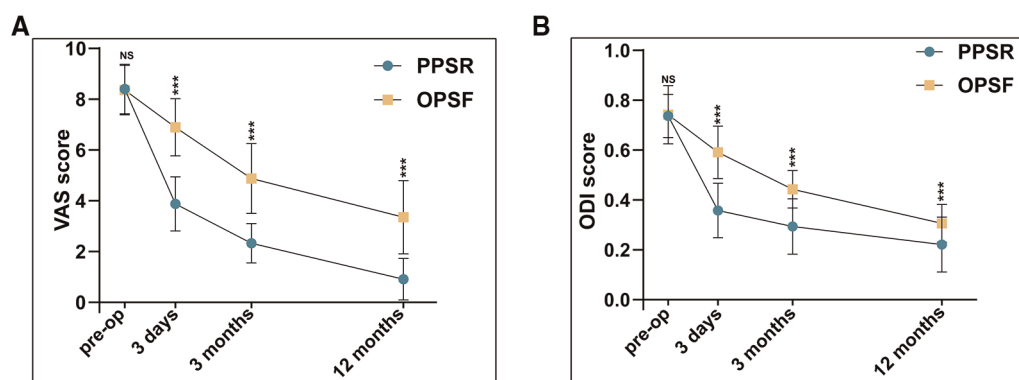 A
10
8
6
4
2
0
VAS score
NS
***
***
***
PPSR
OPSF
pre-op
3 days
3 months
12 months
B
1.0
0.8
0.6
0.4
0.2
0.0
ODI score
NS
***
***
***
PPSR
OPSF
pre-op
3 days
3 months
12 months